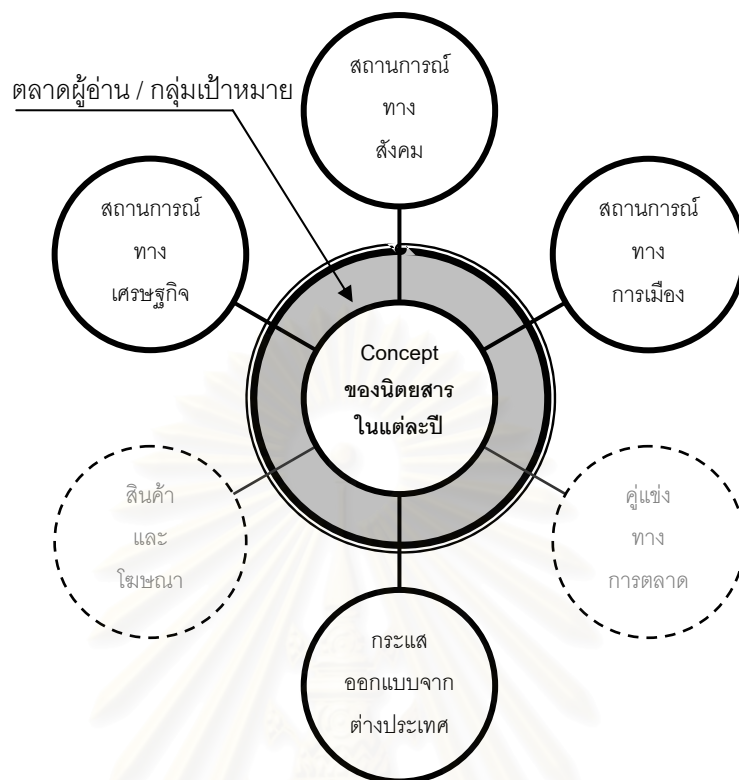 สถานการณ์
ทาง
สังคม
ตลาดผู้อ่าน / กลุ่มเป้าหมาย
สถานการณ์
ทาง
เศรษฐกิจ
สถานการณ์
ทาง
การเมือง
Concept
ของนิตยสาร
ในแต่ละปี
สินค้า
และ
โฆษณา
คู่แข่ง
ทาง
การตลาด
กระแส
ออกแบบจาก
ต่างประเทศ